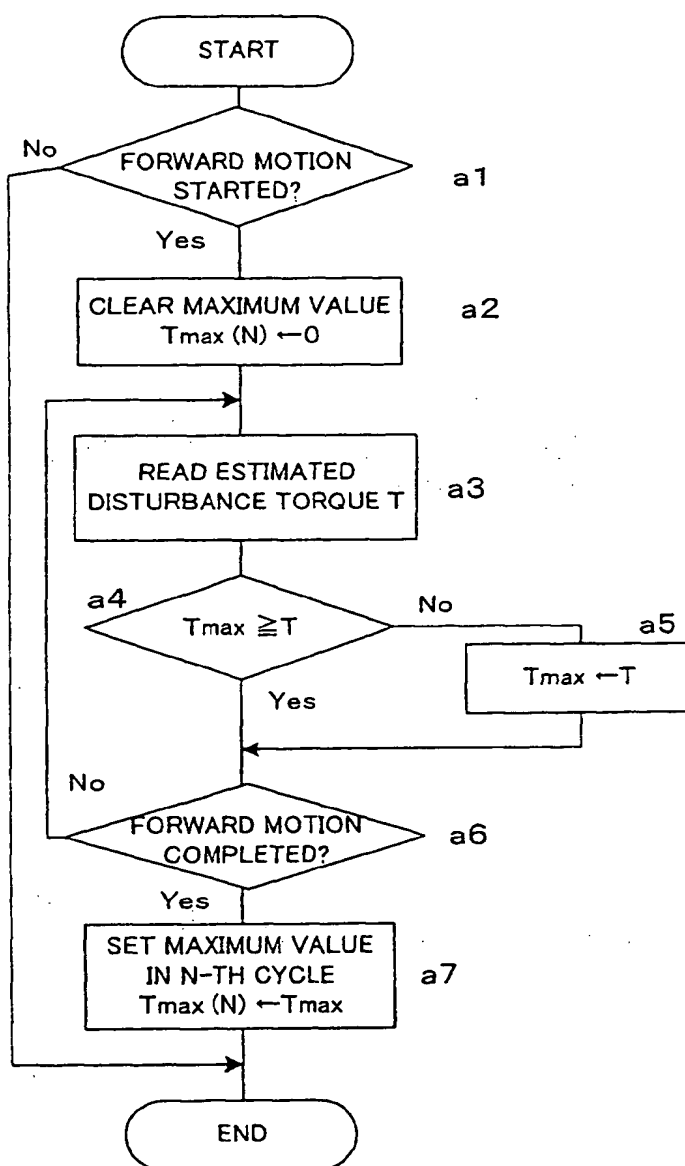 START
No
FORWARD MOTION
STARTED?
a1
Yes
CLEAR MAXIMUM VALUE
Tmax (N) ←0
a2
READ ESTIMATED
DISTURBANCE TORQUE T
a3
a4
Tmax ≧T
No
a5
Tmax ←T
Yes
No
FORWARD MOTION
COMPLETED?
a6
Yes
SET MAXIMUM VALUE
IN N-TH CYCLE
Tmax (N) ←Tmax
a7
END